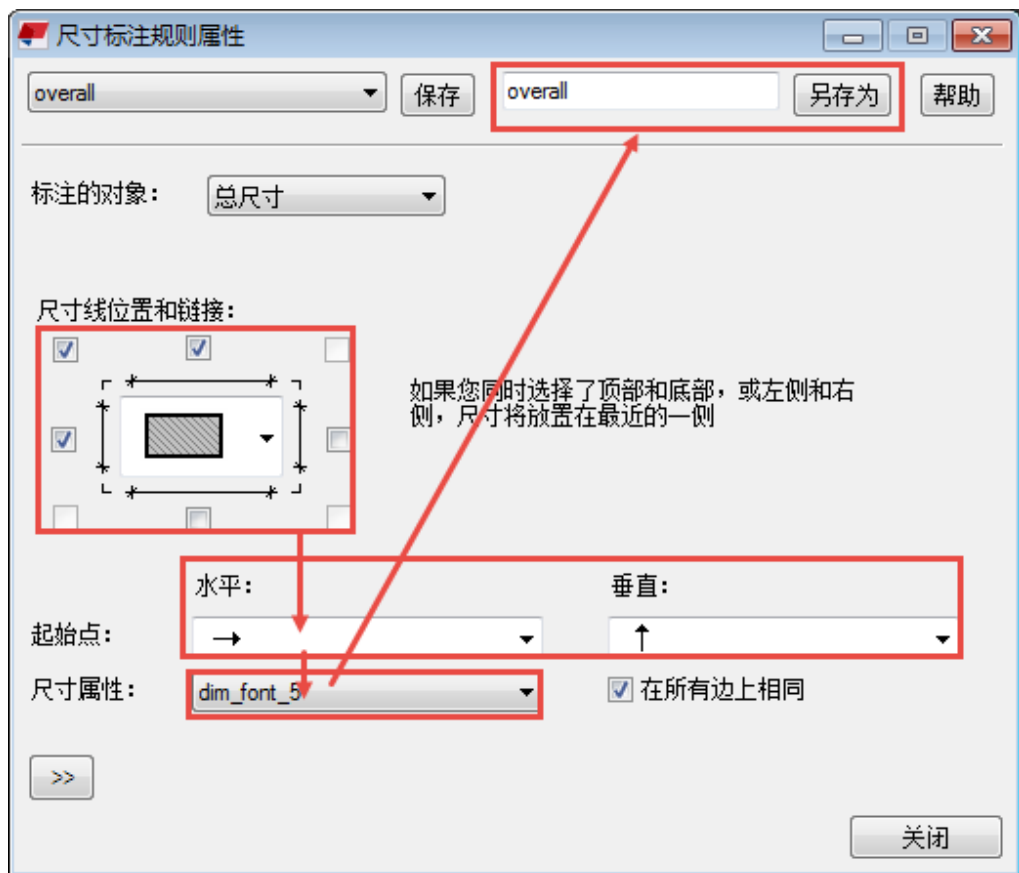 尺寸标注规则属性
overall 保存 overall 另存为 帮助
标注的对象： 总尺寸
尺寸线位置和链接：
如果您同时选择了顶部和底部，或左侧和右
侧，尺寸将放置在最近的一侧
水平： 垂直：
起始点：
尺寸属性： dim_font_5 在所有边上相同
>>
关闭